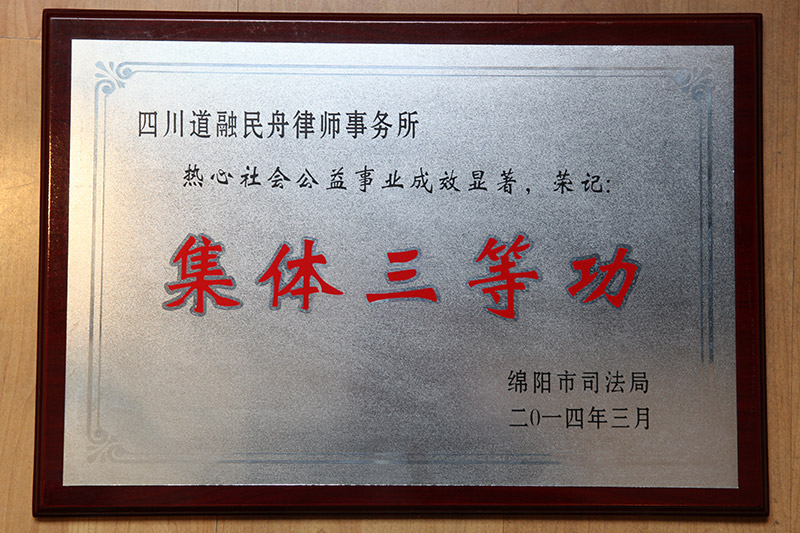 四川道融民舟律师事务所
热心社会公益事业成效显著，荣记：
集体三等功
绵阳市司法局
二0一四年三月